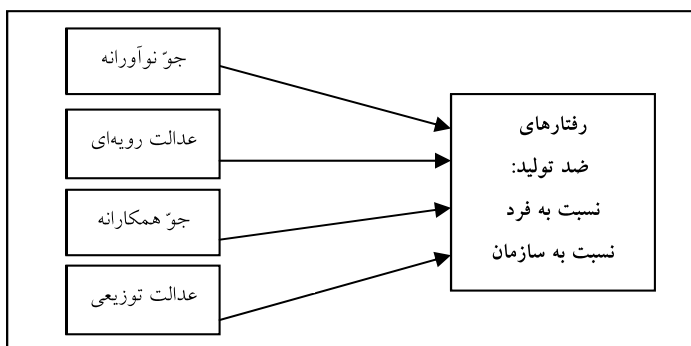 جوّ نوآورانه
عدالت رویه‌ای
جوّ همکارانه
عدالت توزیعی
رفتارهای
ضد تولید:
نسبت به فرد
نسبت به سازمان